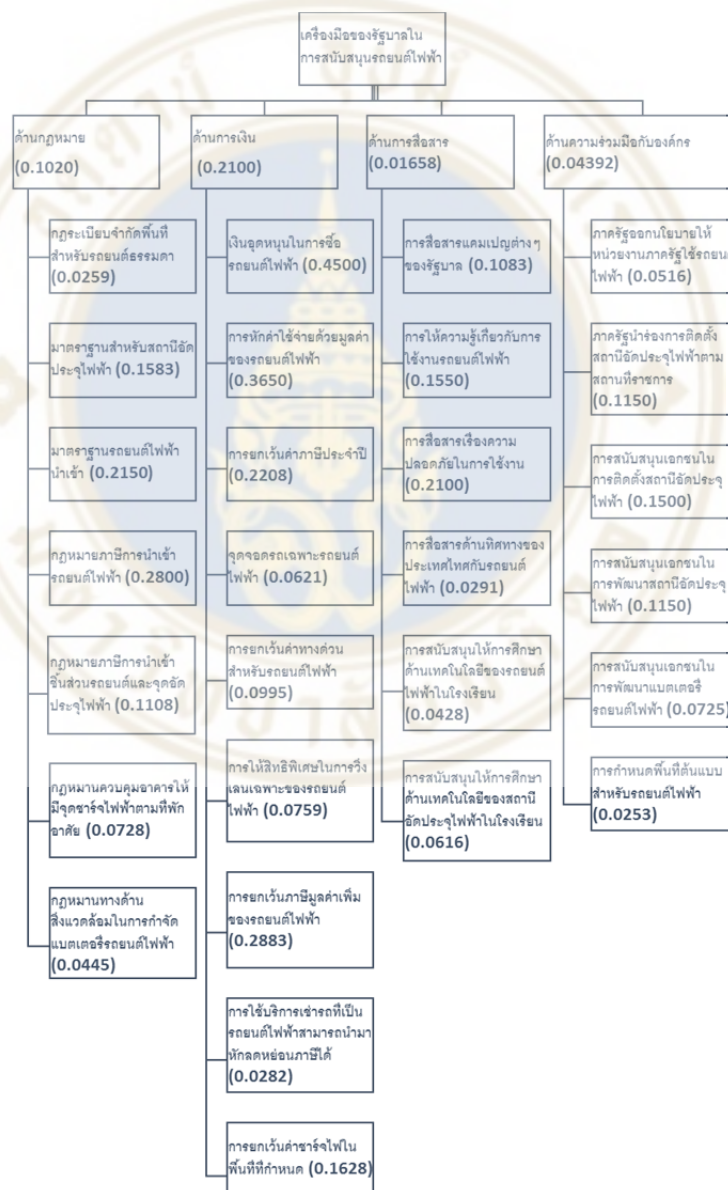 เครื่องมือของรัฐบาลใน
การสนับสนุนรถยนต์ไฟฟ้า
ด้านกฎหมาย
(0.1020)
กฎระเบียบจำกัดพื้นที่
สำหรับรถยนต์ธรรมดา
(0.0259)
มาตราฐานสำหรับสถานีอัด
ประจุไฟฟ้า (0.1583)
มาตราฐานรถยนต์ไฟฟ้า
นำเข้า (0.2150)
กฎหมายภาษีการนำเข้า
รถยนต์ไฟฟ้า (0.2800)
กฎหมายภาษีการนำเข้า
ชิ้นส่วนรถยนต์และจุดอัด
ประจุไฟฟ้า (0.1108)
กฎหมานควบคุมอาคารให้
มีจุดชาร์จไฟฟ้าตามที่พัก
อาศัย (0.0728)
กฎหมานทางด้าน
สิ่งแวดล้อมในการกำจัด
แบตเตอรี่รถยนต์ไฟฟ้า
(0.0445)
ด้านการเงิน
(0.2100)
เงินอุดหนุนในการซื้อ
รถยนต์ไฟฟ้า (0.4500)
การหักค่าใช้จ่ายด้วยมูลค่า
ของรถยนต์ไฟฟ้า
(0.3650)
การยกเว้นค่าภาษีประจำปี
(0.2208)
จุดจอดรถเฉพาะรถยนต์
ไฟฟ้า (0.0621)
การยกเว้นค่าทางด่วน
สำหรับรถยนต์ไฟฟ้า
(0.0995)
การให้สิทธิพิเศษในการวิ่ง
เลนเฉพาะของรถยนต์
ไฟฟ้า (0.0759)
การยกเว้นภาษีมูลค่าเพิ่ม
ของรถยนต์ไฟฟ้า
(0.2883)
การใช้บริการเช่ารถที่เป็น
รถยนต์ไฟฟ้าสามารถนำมา
หักลดหย่อนภาษีได้
(0.0282)
การยกเว้นค่าชาร์จไฟใน
พื้นที่ที่กำหนด (0.1628)
ด้านการสื่อสาร
(0.01658)
การสื่อสารแคมเปญต่างๆ
ของรัฐบาล (0.1083)
การให้ความรู้เกี่ยวกับการ
ใช้งานรถยนต์ไฟฟ้า
(0.1550)
การสื่อสารเรื่องความ
ปลอดภัยในการใช้งาน
(0.2100)
การสื่อสารด้านทิศทางของ
ประเทศไทศกับรถยนต์
ไฟฟ้า (0.0291)
การสนับสนุนให้การศึกษา
ด้านเทคโนโลยีของรถยนต์
ไฟฟ้าในโรงเรียน
(0.0428)
การสนับสนุนให้การศึกษา
ด้านเทคโนโลยีของสถานี
อัดประจุไฟฟ้าในโรงเรียน
(0.0616)
ด้านความร่วมมือกับองค์กร
(0.04392)
ภาครัฐออกนโยบายให้
หน่วยงานภาครัฐใช้รถยนต์
ไฟฟ้า (0.0516)
ภาครัฐนำร่องการติดตั้ง
สถานีอัดประจุไฟฟ้าตาม
สถานที่ราชการ
(0.1150)
การสนับสนุนเอกชนใน
การติดตั้งสถานีอัดประจุ
ไฟฟ้า (0.1500)
การสนับสนุนเอกชนใน
การพัฒนาสถานีอัดประจุ
ไฟฟ้า (0.1150)
การสนับสนุนเอกชนใน
การพัฒนาแบตเตอรี่
รถยนต์ไฟฟ้า (0.0725)
การกำหนดพื้นที่ต้นแบบ
สำหรับรถยนต์ไฟฟ้า
(0.0253)